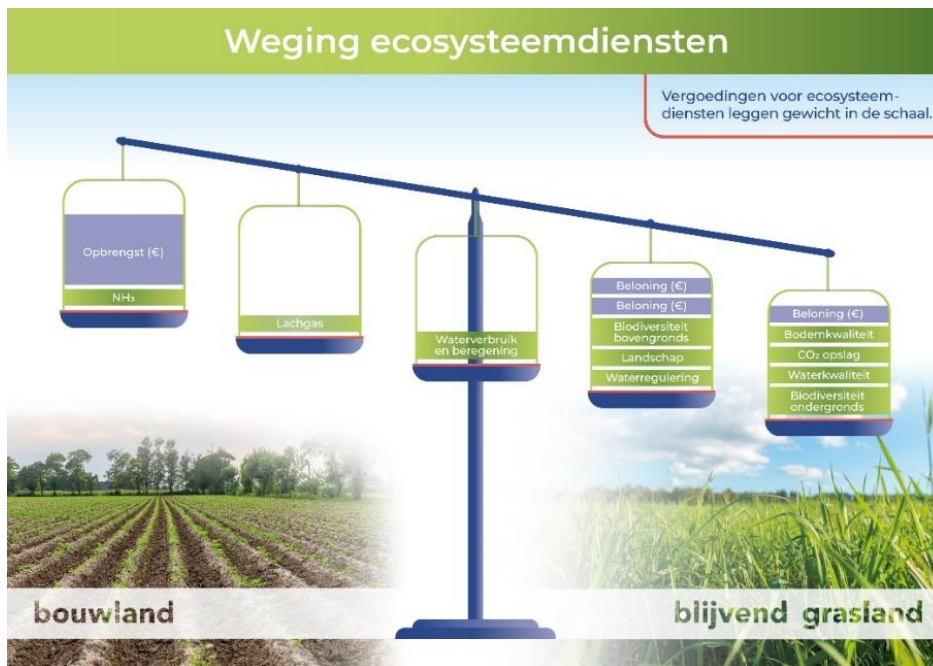 Weging ecosysteemdiensten
Vergoedingen voor ecosysteem-
diensten leggen gewicht in de schaal.
Opbrengst (€)
NH₃
Lachgas
Waterverbruik
en beregening
Beloning (€)
Beloning (€)
Biodiversiteit
bovengronds
Landschap
Waterregulering
Beloning (€)
Bodemkwaliteit
CO₂ opslag
Waterkwaliteit
Biodiversiteit
ondergronds
bouwland
blijvend grasland